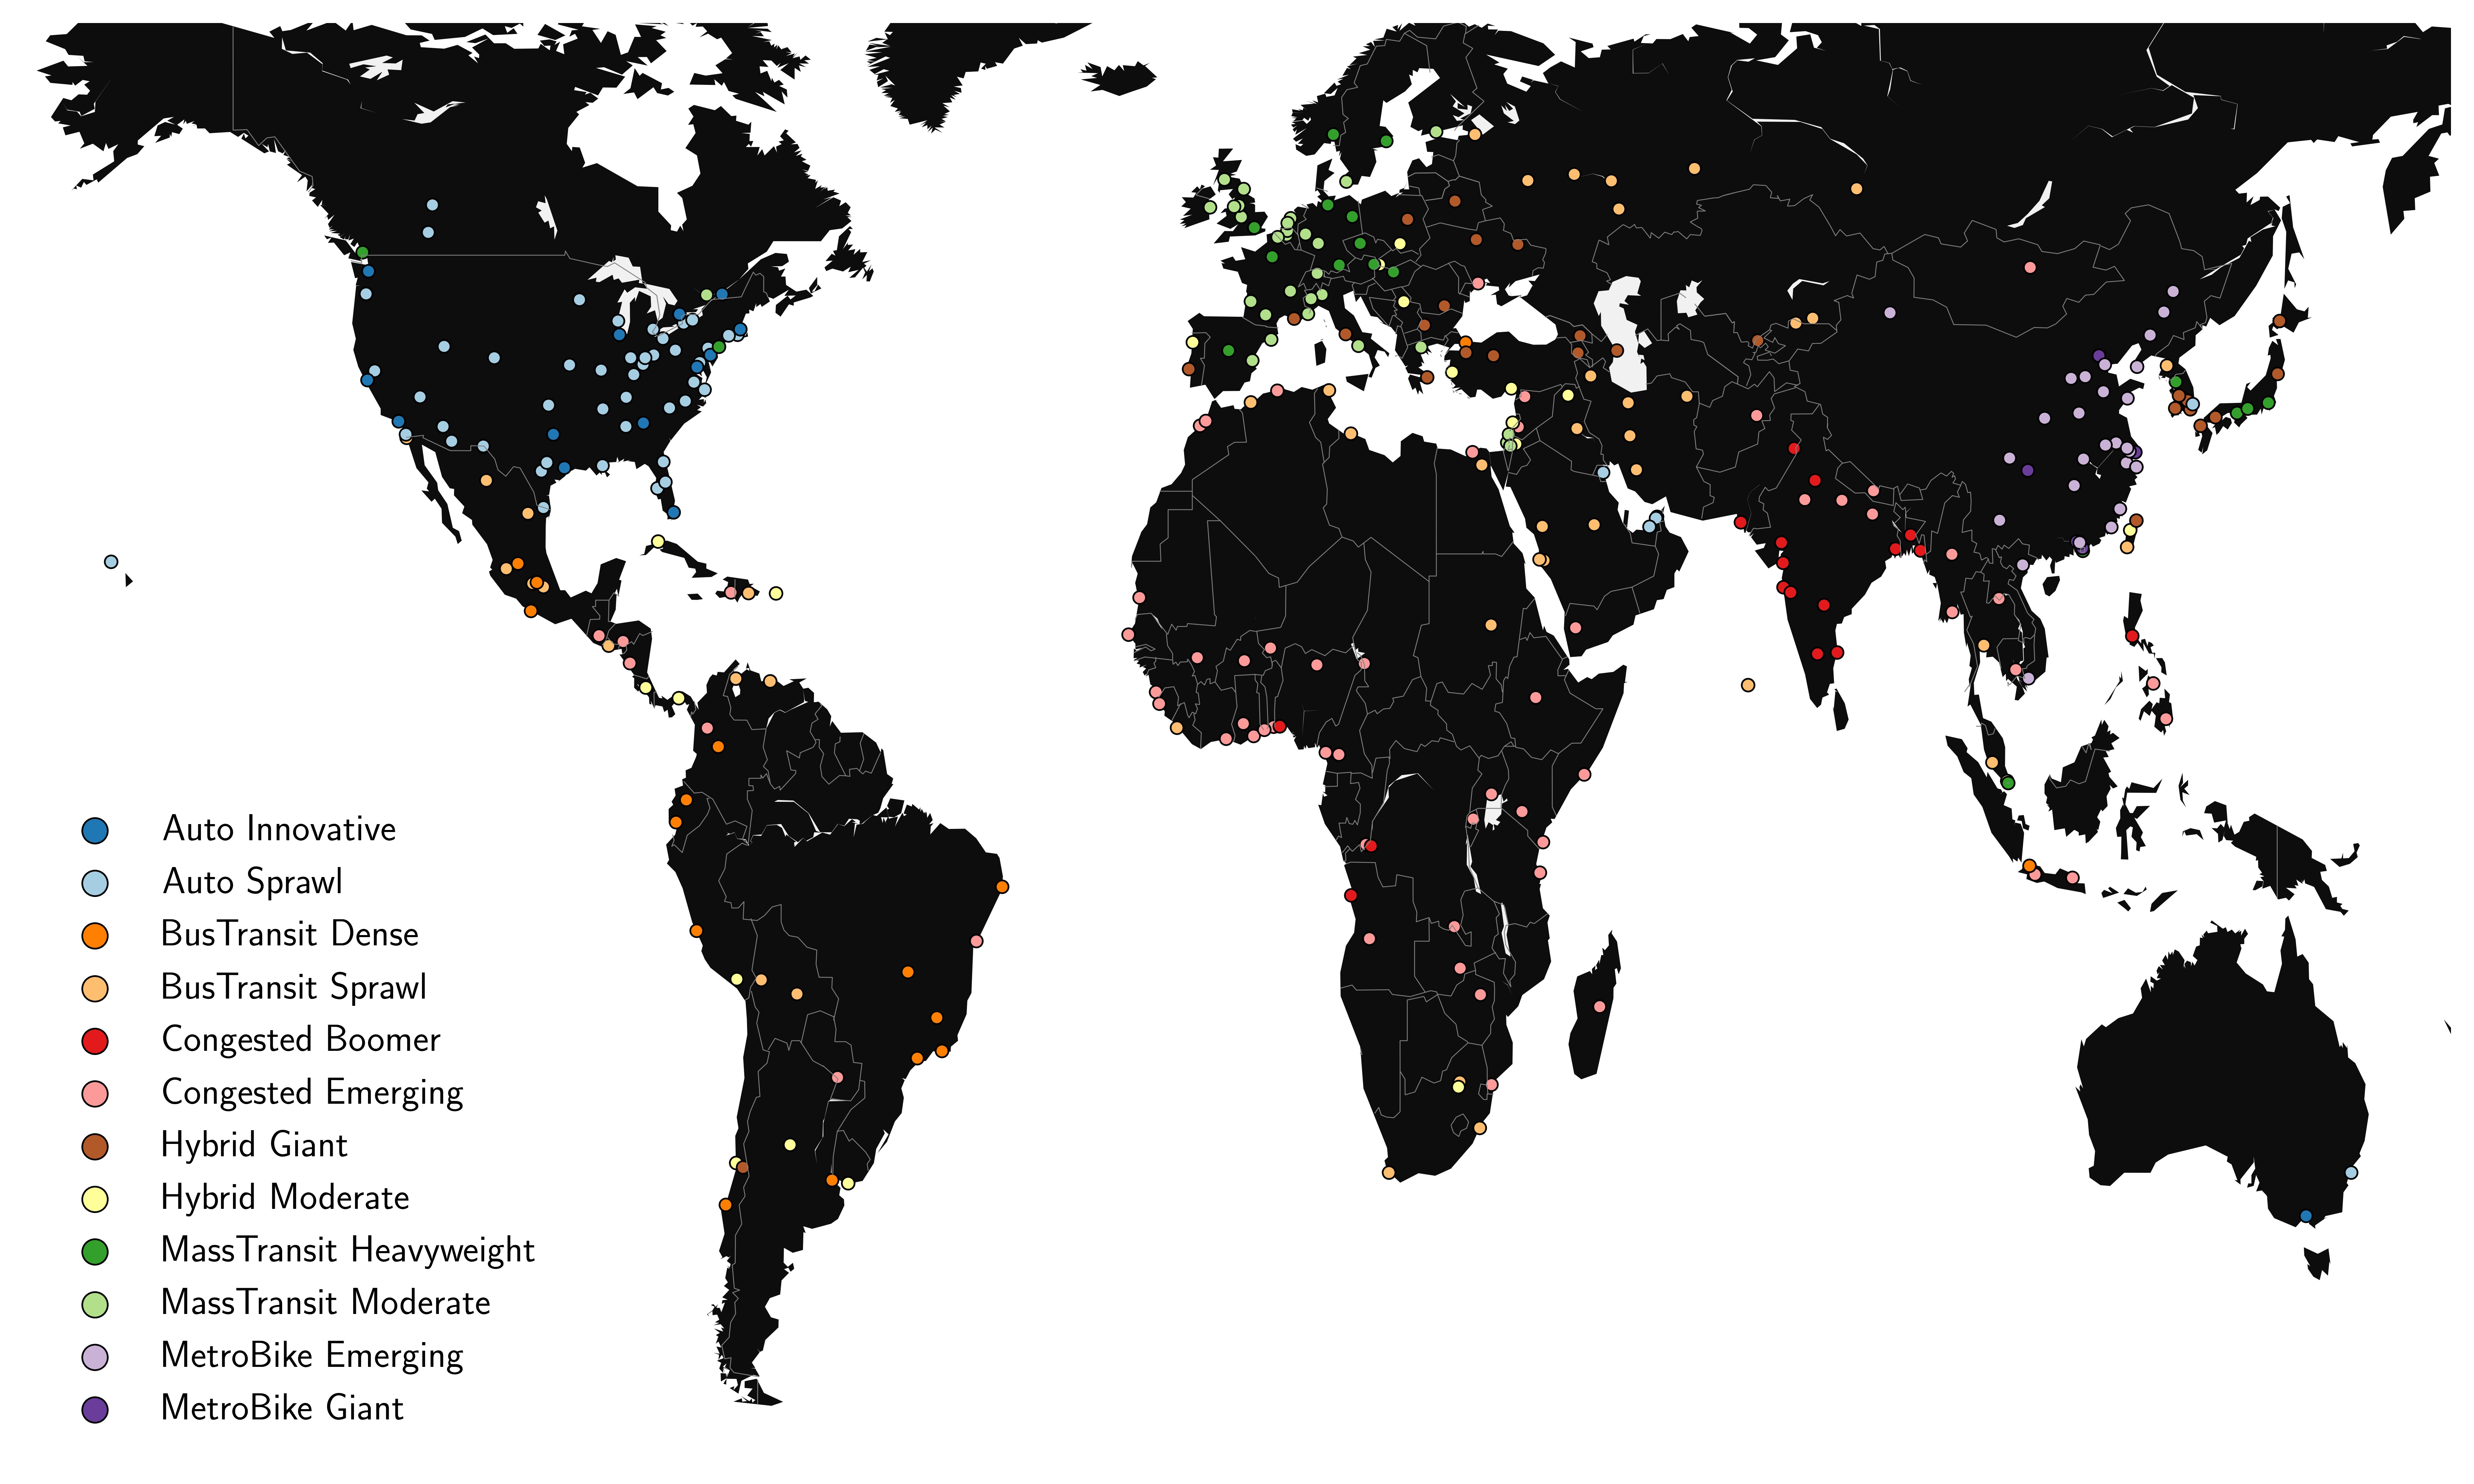 Auto Innovative
Auto Sprawl
BusTransit Dense
BusTransit Sprawl
Congested Boomer
Congested Emerging
Hybrid Giant
Hybrid Moderate
MassTransit Heavyweight
MassTransit Moderate
MetroBike Emerging
MetroBike Giant